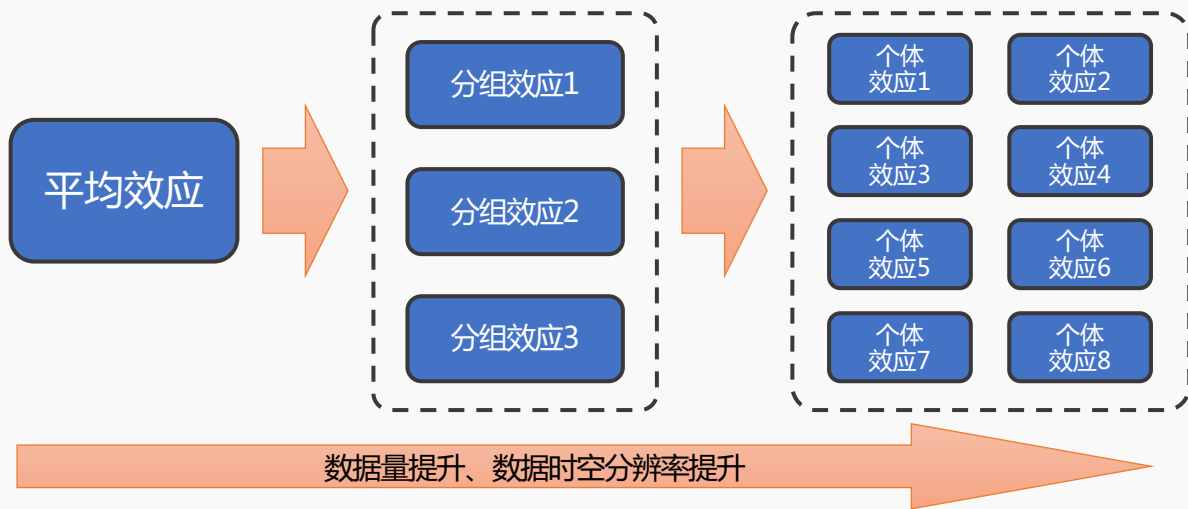 平均效应
分组效应1
分组效应2
分组效应3
个体
效应1
个体
效应2
个体
效应3
个体
效应4
个体
效应5
个体
效应6
个体
效应7
个体
效应8
数据量提升、数据时空分辨率提升